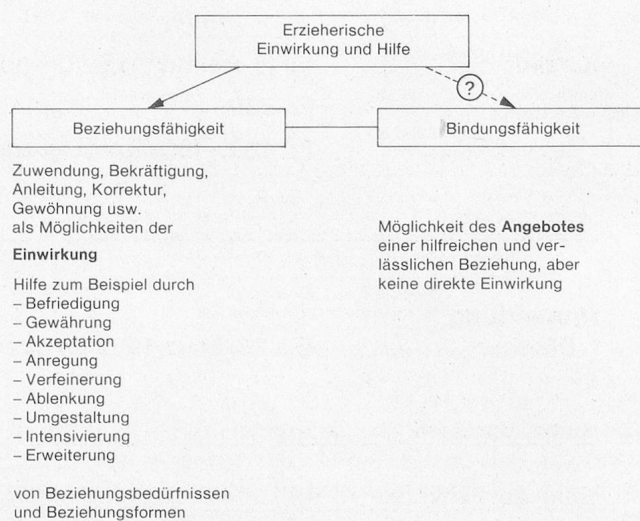 Erzieherische
Einwirkung und Hilfe
?
Beziehungsfähigkeit
Bindungsfähigkeit
Zuwendung, Bekräftigung,
Anleitung, Korrektur,
Gewöhnung usw.
als Möglichkeiten der
Einwirkung
Hilfe zum Beispiel durch
– Befriedigung
– Gewährung
– Akzeptation
– Anregung
– Verfeinerung
– Ablenkung
– Umgestaltung
– Intensivierung
– Erweiterung
von Beziehungsbedürfnissen
und Beziehungsformen
Möglichkeit des Angebotes
einer hilfreichen und ver-
lässlichen Beziehung, aber
keine direkte Einwirkung